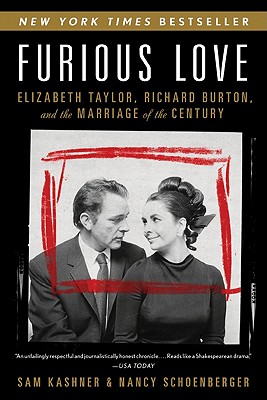 NEW YORK TIMES BESTSELLER
FURIOUS LOVE
ELIZABETH TAYLOR, RICHARD BURTON,
and the MARRIAGE of the CENTURY
"An unfailingly respectful and journalistically honest chronicle. . . . Reads like a Shakespearean drama."
—USA TODAY
SAM KASHNER & NANCY SCHOENBERGER